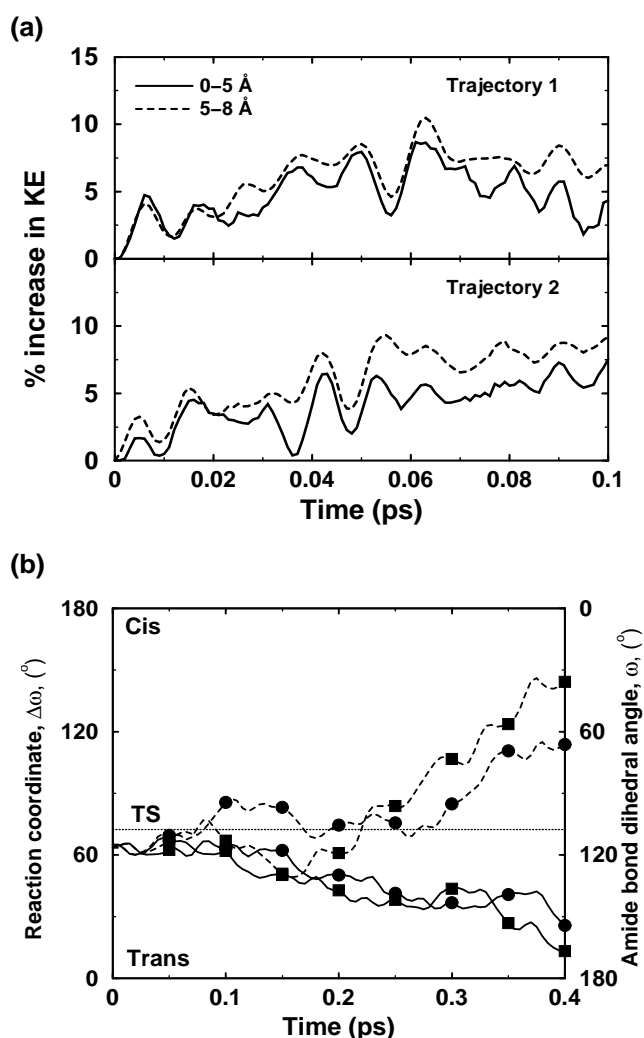 (a)
15
0–5 Å
5–8 Å
Trajectory 1
10
5
0
Trajectory 2
10
5
0
% increase in KE
0
0.02
0.04
0.06
0.08
0.1
Time (ps)
(b)
180
120
60
0
Reaction coordinate, Δω, (°)
Cis
TS
Trans
0
60
120
180
Amide bond dihedral angle, ω, (°)
0
0.1
0.2
0.3
0.4
Time (ps)